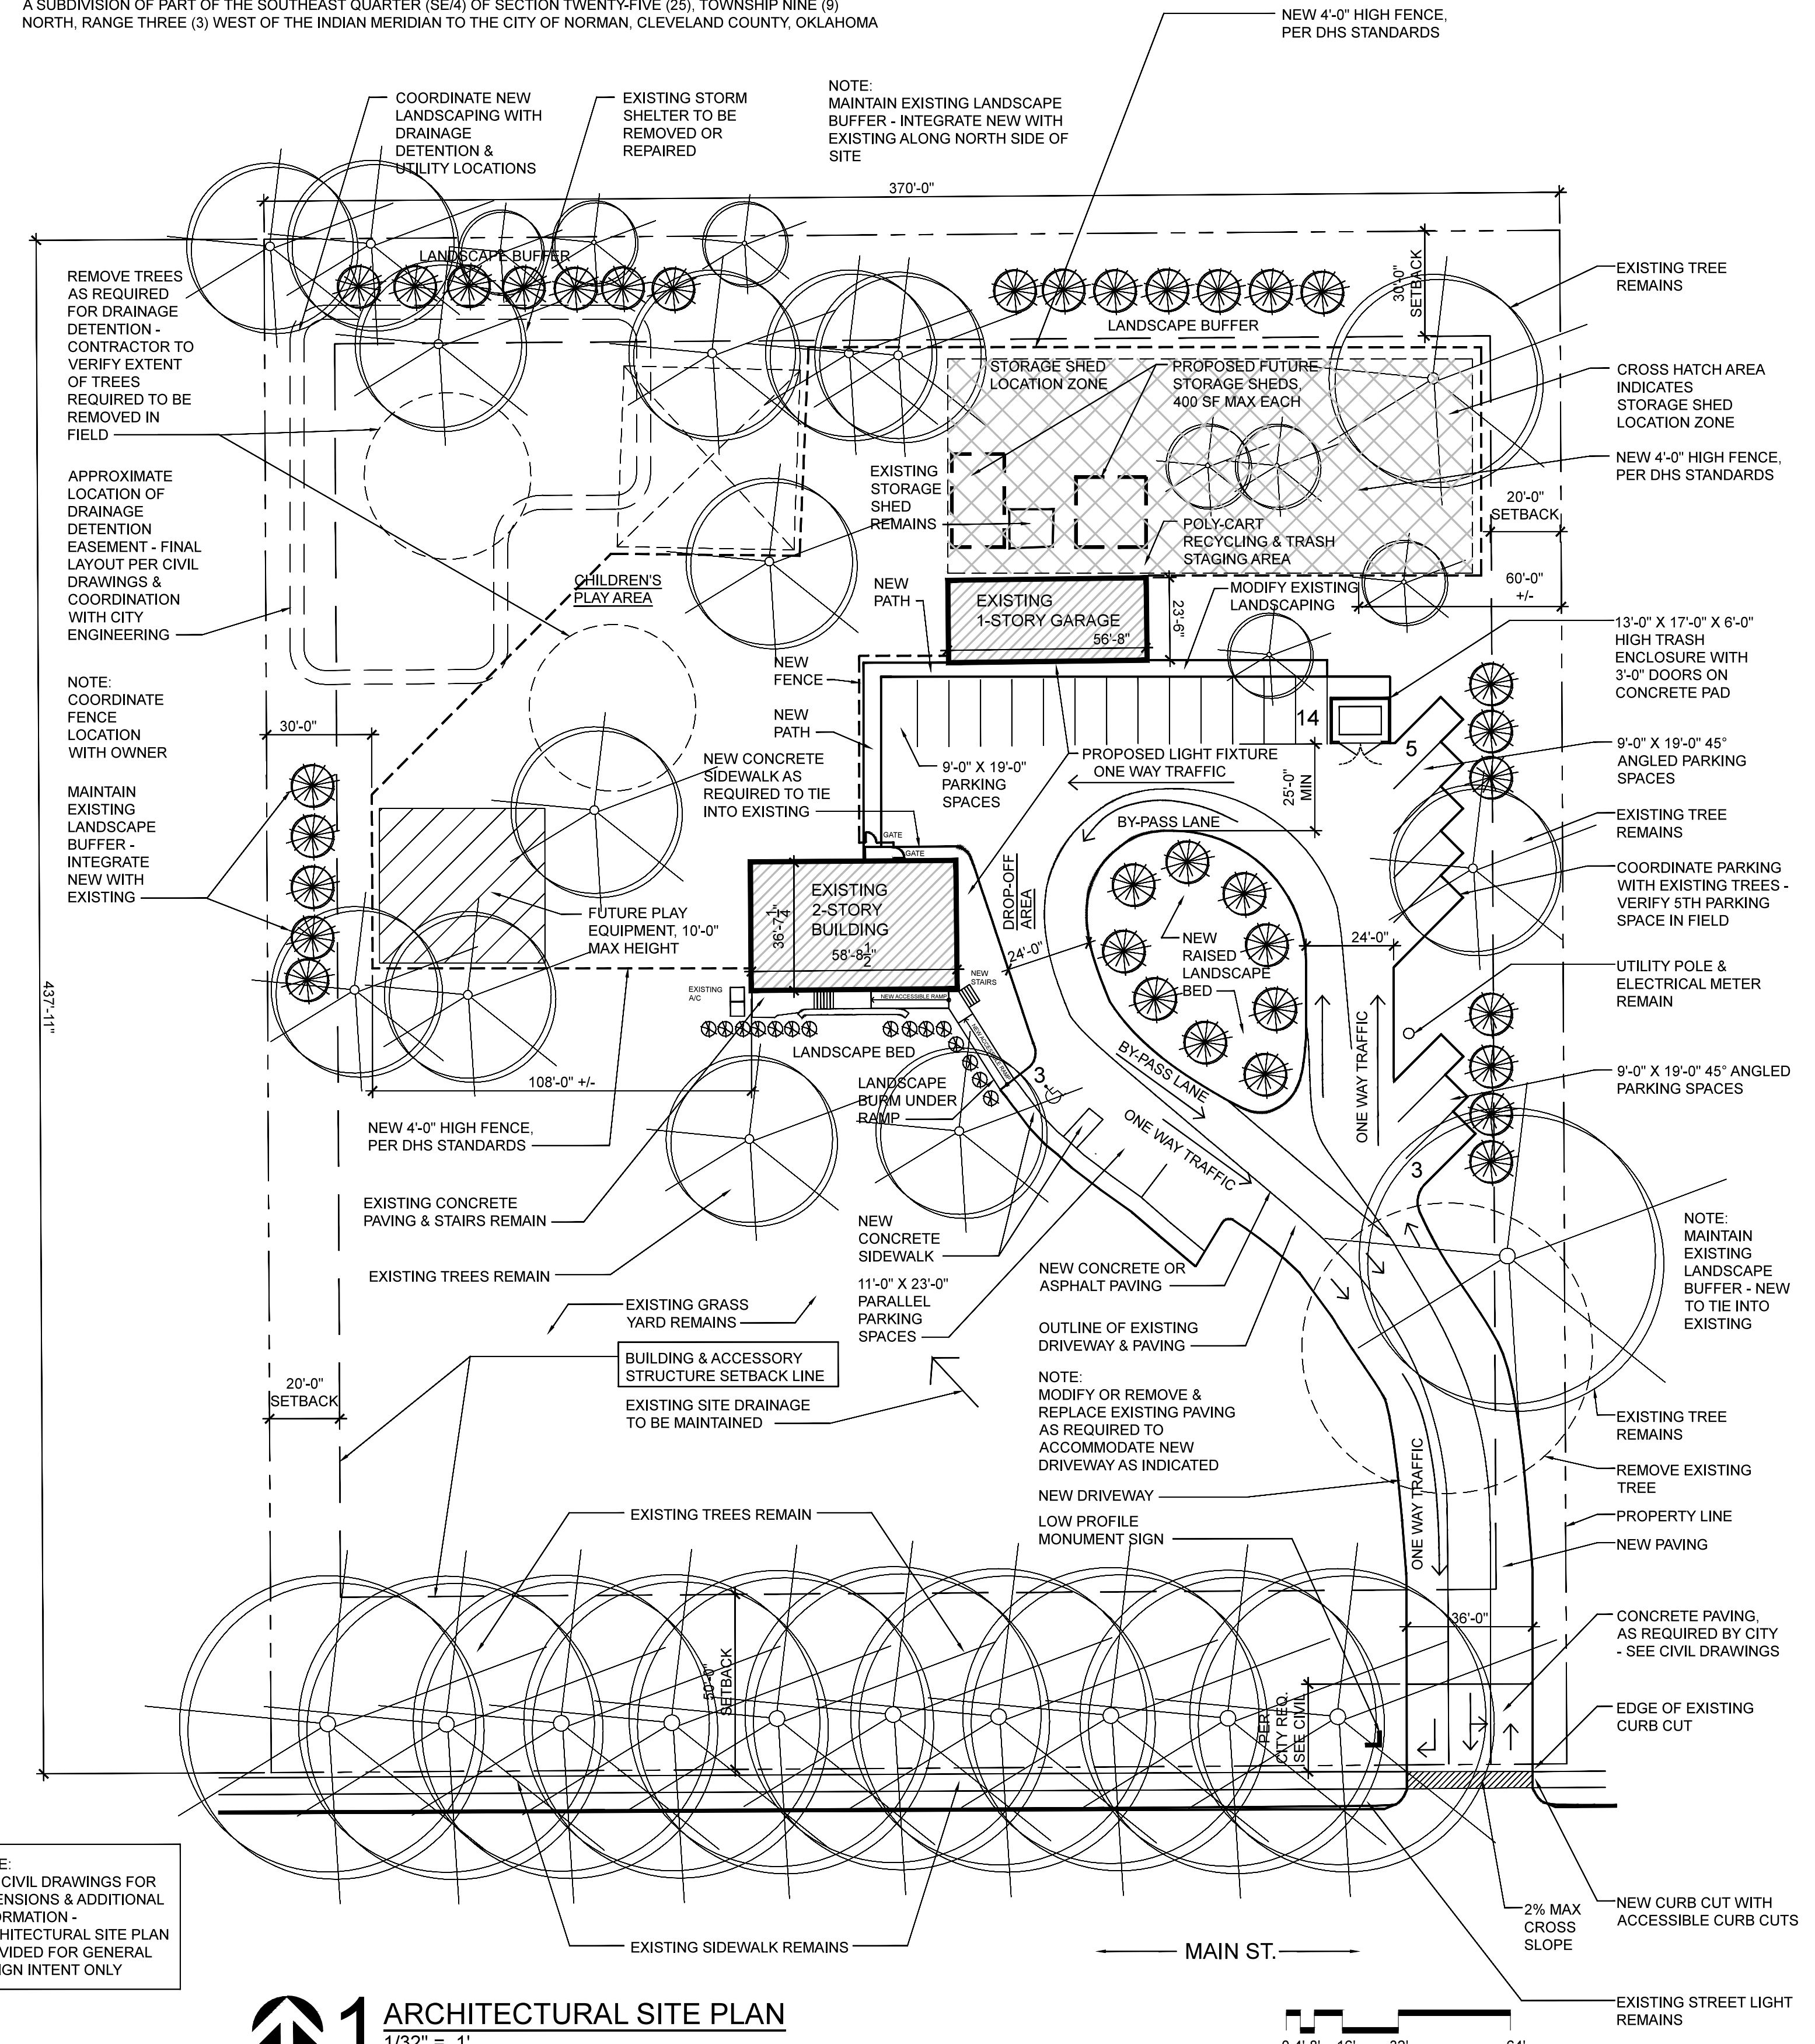 A SUBDIVISION OF PART OF THE SOUTHEAST QUARTER (SE/4) OF SECTION TWENTY-FIVE (25), TOWNSHIP NINE (9)
NORTH, RANGE THREE (3) WEST OF THE INDIAN MERIDIAN TO THE CITY OF NORMAN, CLEVELAND COUNTY, OKLAHOMA
NEW 4'-0" HIGH FENCE,
PER DHS STANDARDS
COORDINATE NEW
LANDSCAPING WITH
DRAINAGE
DETENTION &
UTILITY LOCATIONS
EXISTING STORM
SHELTER TO BE
REMOVED OR
REPAIRED
NOTE:
MAINTAIN EXISTING LANDSCAPE
BUFFER - INTEGRATE NEW WITH
EXISTING ALONG NORTH SIDE OF
SITE
370'-0"
LANDSCAPE BUFFER
LANDSCAPE BUFFER
30'-0"
SETBACK
REMOVE TREES
AS REQUIRED
FOR DRAINAGE
DETENTION -
CONTRACTOR TO
VERIFY EXTENT
OF TREES
REQUIRED TO BE
REMOVED IN
FIELD
EXISTING TREE
REMAINS
STORAGE SHED
LOCATION ZONE
PROPOSED FUTURE
STORAGE SHEDS,
400 SF MAX EACH
CROSS HATCH AREA
INDICATES
STORAGE SHED
LOCATION ZONE
NEW 4'-0" HIGH FENCE,
PER DHS STANDARDS
APPROXIMATE
LOCATION OF
DRAINAGE
DETENTION
EASEMENT - FINAL
LAYOUT PER CIVIL
DRAWINGS &
COORDINATION
WITH CITY
ENGINEERING
EXISTING
STORAGE
SHED
REMAINS
20'-0"
SETBACK
POLY-CART
RECYCLING & TRASH
STAGING AREA
CHILDREN'S
PLAY AREA
NEW
PATH
EXISTING
1-STORY GARAGE
56'-8"
23'-6"
MODIFY EXISTING
LANDSCAPING
60'-0"
+/-
13'-0" X 17'-0" X 6'-0"
HIGH TRASH
ENCLOSURE WITH
3'-0" DOORS ON
CONCRETE PAD
NEW
FENCE
NOTE:
COORDINATE
FENCE
LOCATION
WITH OWNER
30'-0"
NEW
PATH
14
5
NEW CONCRETE
SIDEWALK AS
REQUIRED TO TIE
INTO EXISTING
9'-0" X 19'-0"
PARKING
SPACES
PROPOSED LIGHT FIXTURE
ONE WAY TRAFFIC
25'-0"
MIN
9'-0" X 19'-0" 45°
ANGLED PARKING
SPACES
MAINTAIN
EXISTING
LANDSCAPE
BUFFER -
INTEGRATE
NEW WITH
EXISTING
BY-PASS LANE
EXISTING TREE
REMAINS
GATE
GATE
COORDINATE PARKING
WITH EXISTING TREES -
VERIFY 5TH PARKING
SPACE IN FIELD
EXISTING
2-STORY
BUILDING
36'-7 1/4"
58'-8 1/2"
DROP-OFF
AREA
24'-0"
FUTURE PLAY
EQUIPMENT, 10'-0"
MAX HEIGHT
NEW
RAISED
LANDSCAPE
BED
24'-0"
UTILITY POLE &
ELECTRICAL METER
REMAIN
437'-11"
EXISTING
A/C
NEW ACCESSIBLE RAMP
NEW
STAIRS
NEW ACCESSIBLE RAMP
LANDSCAPE BED
108'-0" +/-
LANDSCAPE
BURM UNDER
RAMP
3
BY-PASS LANE
ONE WAY TRAFFIC
ONE WAY TRAFFIC
9'-0" X 19'-0" 45° ANGLED
PARKING SPACES
NEW 4'-0" HIGH FENCE,
PER DHS STANDARDS
3
EXISTING CONCRETE
PAVING & STAIRS REMAIN
NEW
CONCRETE
SIDEWALK
NOTE:
MAINTAIN
EXISTING
LANDSCAPE
BUFFER - NEW
TO TIE INTO
EXISTING
EXISTING TREES REMAIN
NEW CONCRETE OR
ASPHALT PAVING
11'-0" X 23'-0"
PARALLEL
PARKING
SPACES
EXISTING GRASS
YARD REMAINS
OUTLINE OF EXISTING
DRIVEWAY & PAVING
BUILDING & ACCESSORY
STRUCTURE SETBACK LINE
20'-0"
SETBACK
EXISTING SITE DRAINAGE
TO BE MAINTAINED
NOTE:
MODIFY OR REMOVE &
REPLACE EXISTING PAVING
AS REQUIRED TO
ACCOMMODATE NEW
DRIVEWAY AS INDICATED
EXISTING TREE
REMAINS
REMOVE EXISTING
TREE
ONE WAY TRAFFIC
NEW DRIVEWAY
EXISTING TREES REMAIN
LOW PROFILE
MONUMENT SIGN
PROPERTY LINE
NEW PAVING
36'-0"
CONCRETE PAVING,
AS REQUIRED BY CITY
- SEE CIVIL DRAWINGS
50'-0"
SETBACK
PER
CITY REQ.
SEE CIVIL
EDGE OF EXISTING
CURB CUT
E:
CIVIL DRAWINGS FOR
ENSIONS & ADDITIONAL
ORMATION -
HITECTURAL SITE PLAN
VIDED FOR GENERAL
IGN INTENT ONLY
EXISTING SIDEWALK REMAINS
MAIN ST.
2% MAX
CROSS
SLOPE
NEW CURB CUT WITH
ACCESSIBLE CURB CUTS
EXISTING STREET LIGHT
REMAINS
1
ARCHITECTURAL SITE PLAN
1/32" = 1'
0 4' 8' 16' 32' 64'